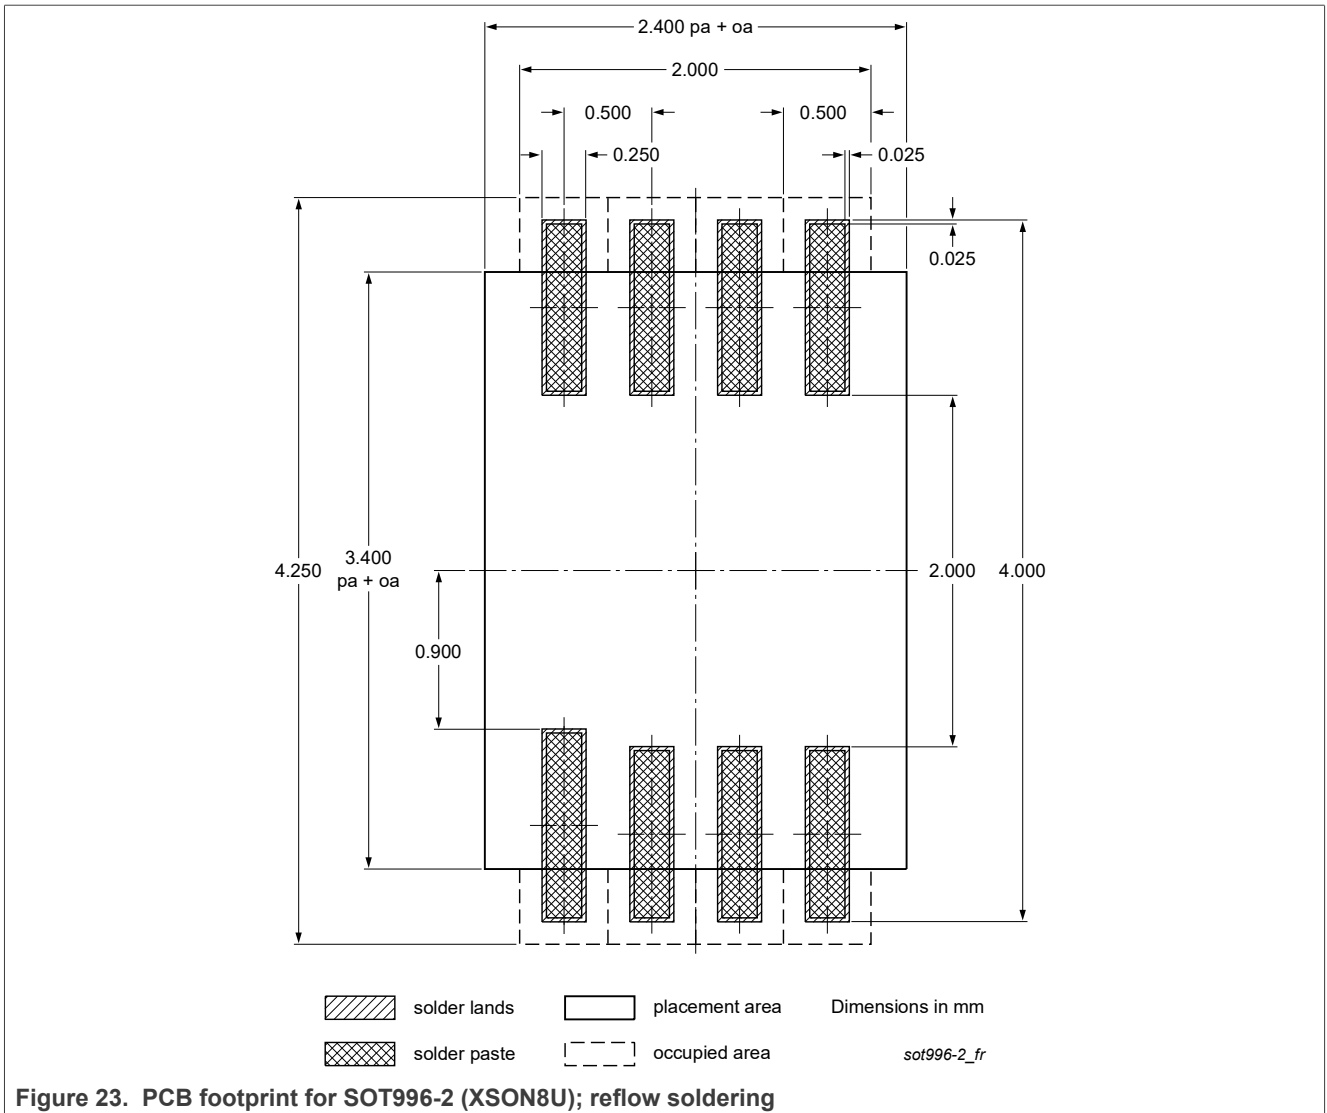 2.400 pa + oa
2.000
0.500
0.500
0.250
0.025
0.025
4.250
3.400
pa + oa
2.000
4.000
0.900
solder lands
placement area
Dimensions in mm
solder paste
occupied area
sot996-2_fr
Figure 23. PCB footprint for SOT996-2 (XSON8U); reflow soldering